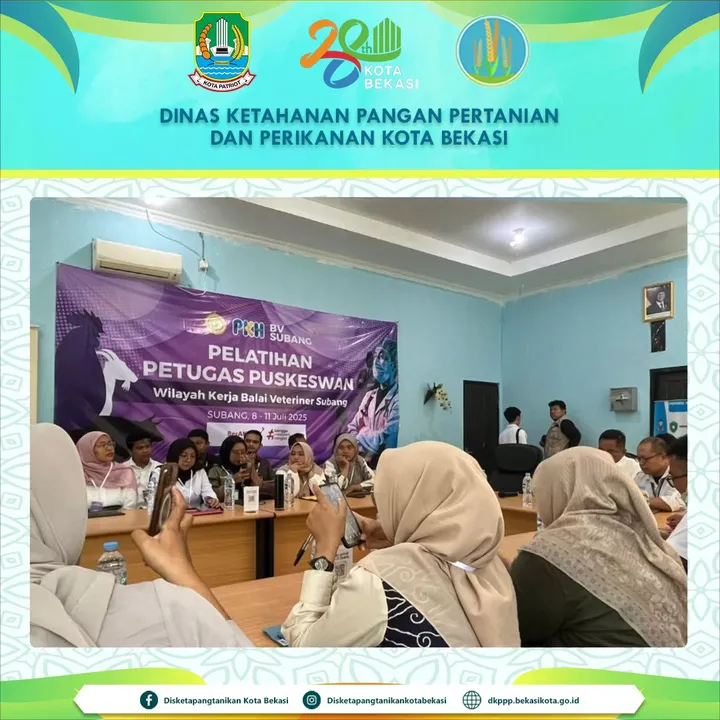 KOTA PATRIOT
28th
KOTA
BEKASI
DINAS KETAHANAN PANGAN PERTANIAN
DAN PERIKANAN KOTA BEKASI
PKH
BV
SUBANG
PELATIHAN
PETUGAS PUSKESWAN
Wilayah Kerja Balai Veteriner Subang
SUBANG, 8 - 11 Juli 2025
Disketapangtanikan Kota Bekasi
Disketapangtanikankotabekasi
dkppp.bekasikota.go.id